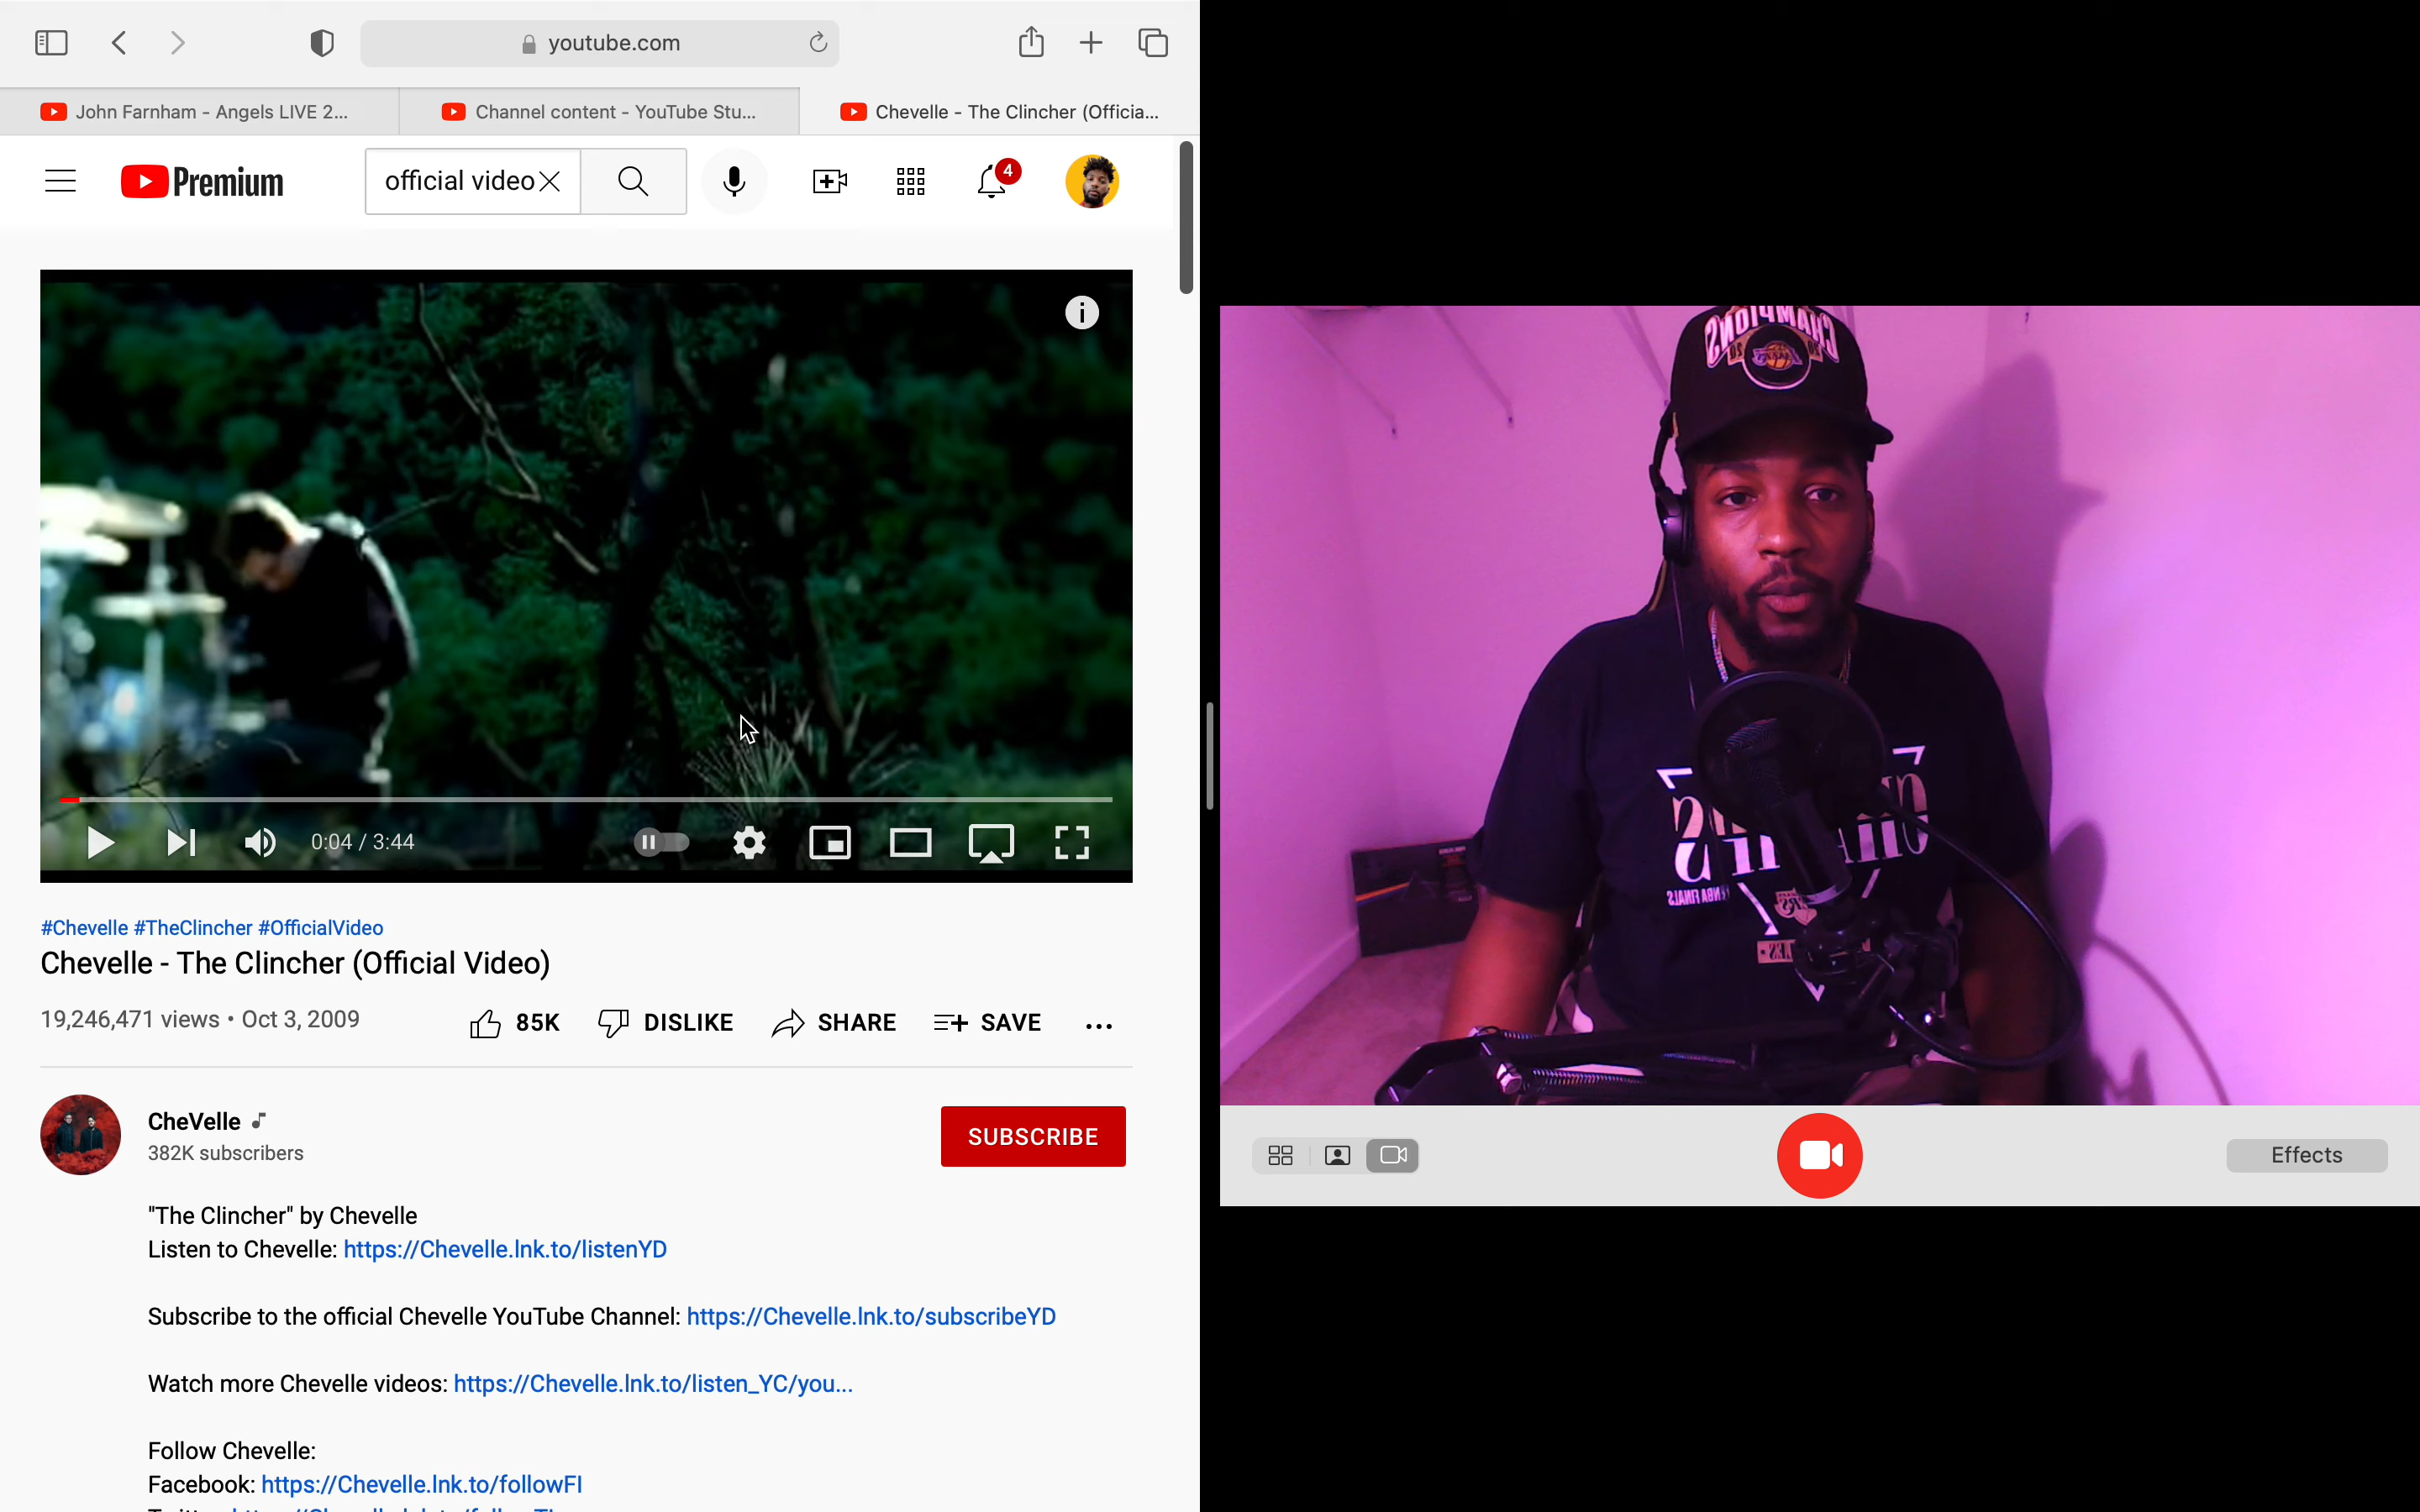 youtube.com
John Farnham - Angels LIVE 2...
Channel content - YouTube Stu...
Chevelle - The Clincher (Officia...
Premium
official video
4
0:04 / 3:44
#Chevelle #TheClincher #OfficialVideo
Chevelle - The Clincher (Official Video)
19,246,471 views • Oct 3, 2009
85K
DISLIKE
SHARE
SAVE
CheVelle
382K subscribers
SUBSCRIBE
"The Clincher" by Chevelle
Listen to Chevelle: https://Chevelle.lnk.to/listenYD
Subscribe to the official Chevelle YouTube Channel: https://Chevelle.lnk.to/subscribeYD
Watch more Chevelle videos: https://Chevelle.lnk.to/listen_YC/you...
Follow Chevelle:
Facebook: https://Chevelle.lnk.to/followFI
CHAMPIONS
NBA FINALS
Effects